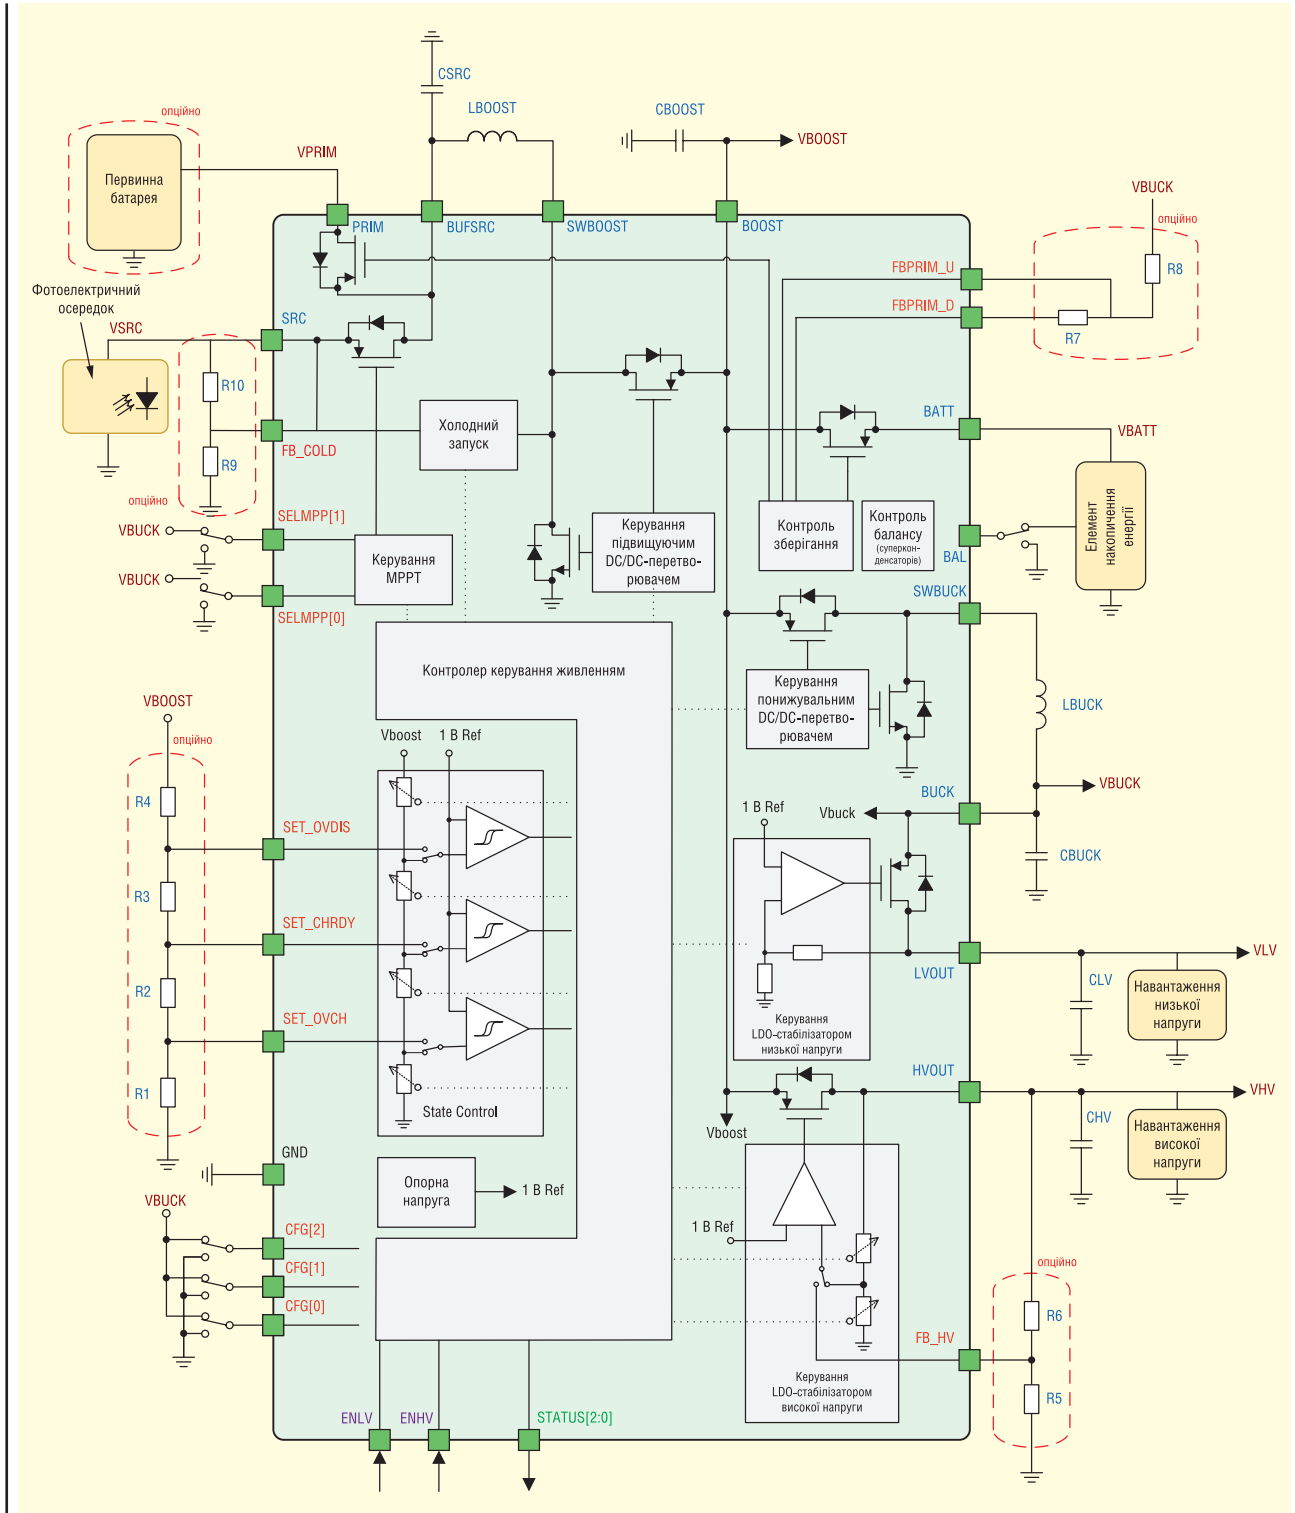 CSRC
LBOOST
CBOOST
VBOOST
опційно
Первинна
батарея
VPRIM
PRIM
BUFSRC
SWBOOST
BOOST
VBUCK
опційно
R8
R7
FBPRIM_U
FBPRIM_D
Фотоелектричний
осередок
VSRC
SRC
R10
R9
FB_COLD
опційно
Холодний
запуск
BATT
VBATT
Елемент
накопичення
енергії
BAL
SELMPP[1]
VBUCK
VBUCK
SELMPP[0]
Керування
MPPT
Керування
підвищуючим
DC/DC-перетво-
рювачем
Контроль
зберігання
Контроль
балансу
(суперкон-
денсаторів)
SWBUCK
Контролер керування живленням
Керування
понижувальним
DC/DC-перетво-
рювачем
LBUCK
VBOOST
опційно
R4
R3
R2
R1
Vboost
1 В Ref
SET_OVDIS
SET_CHRDY
SET_OVCH
State Control
1 В Ref
Vbuck
BUCK
VBUCK
CBUCK
LVOUT
VLV
CLV
Навантаження
низької
напруги
Керування
LDO-стабілізатором
низької напруги
HVOUT
VHV
CHV
Навантаження
високої
напруги
Vboost
GND
Опорна
напруга
1 В Ref
VBUCK
CFG[2]
CFG[1]
CFG[0]
1 В Ref
опційно
R6
R5
FB_HV
Керування
LDO-стабілізатором
високої напруги
ENLV
ENHV
STATUS[2:0]